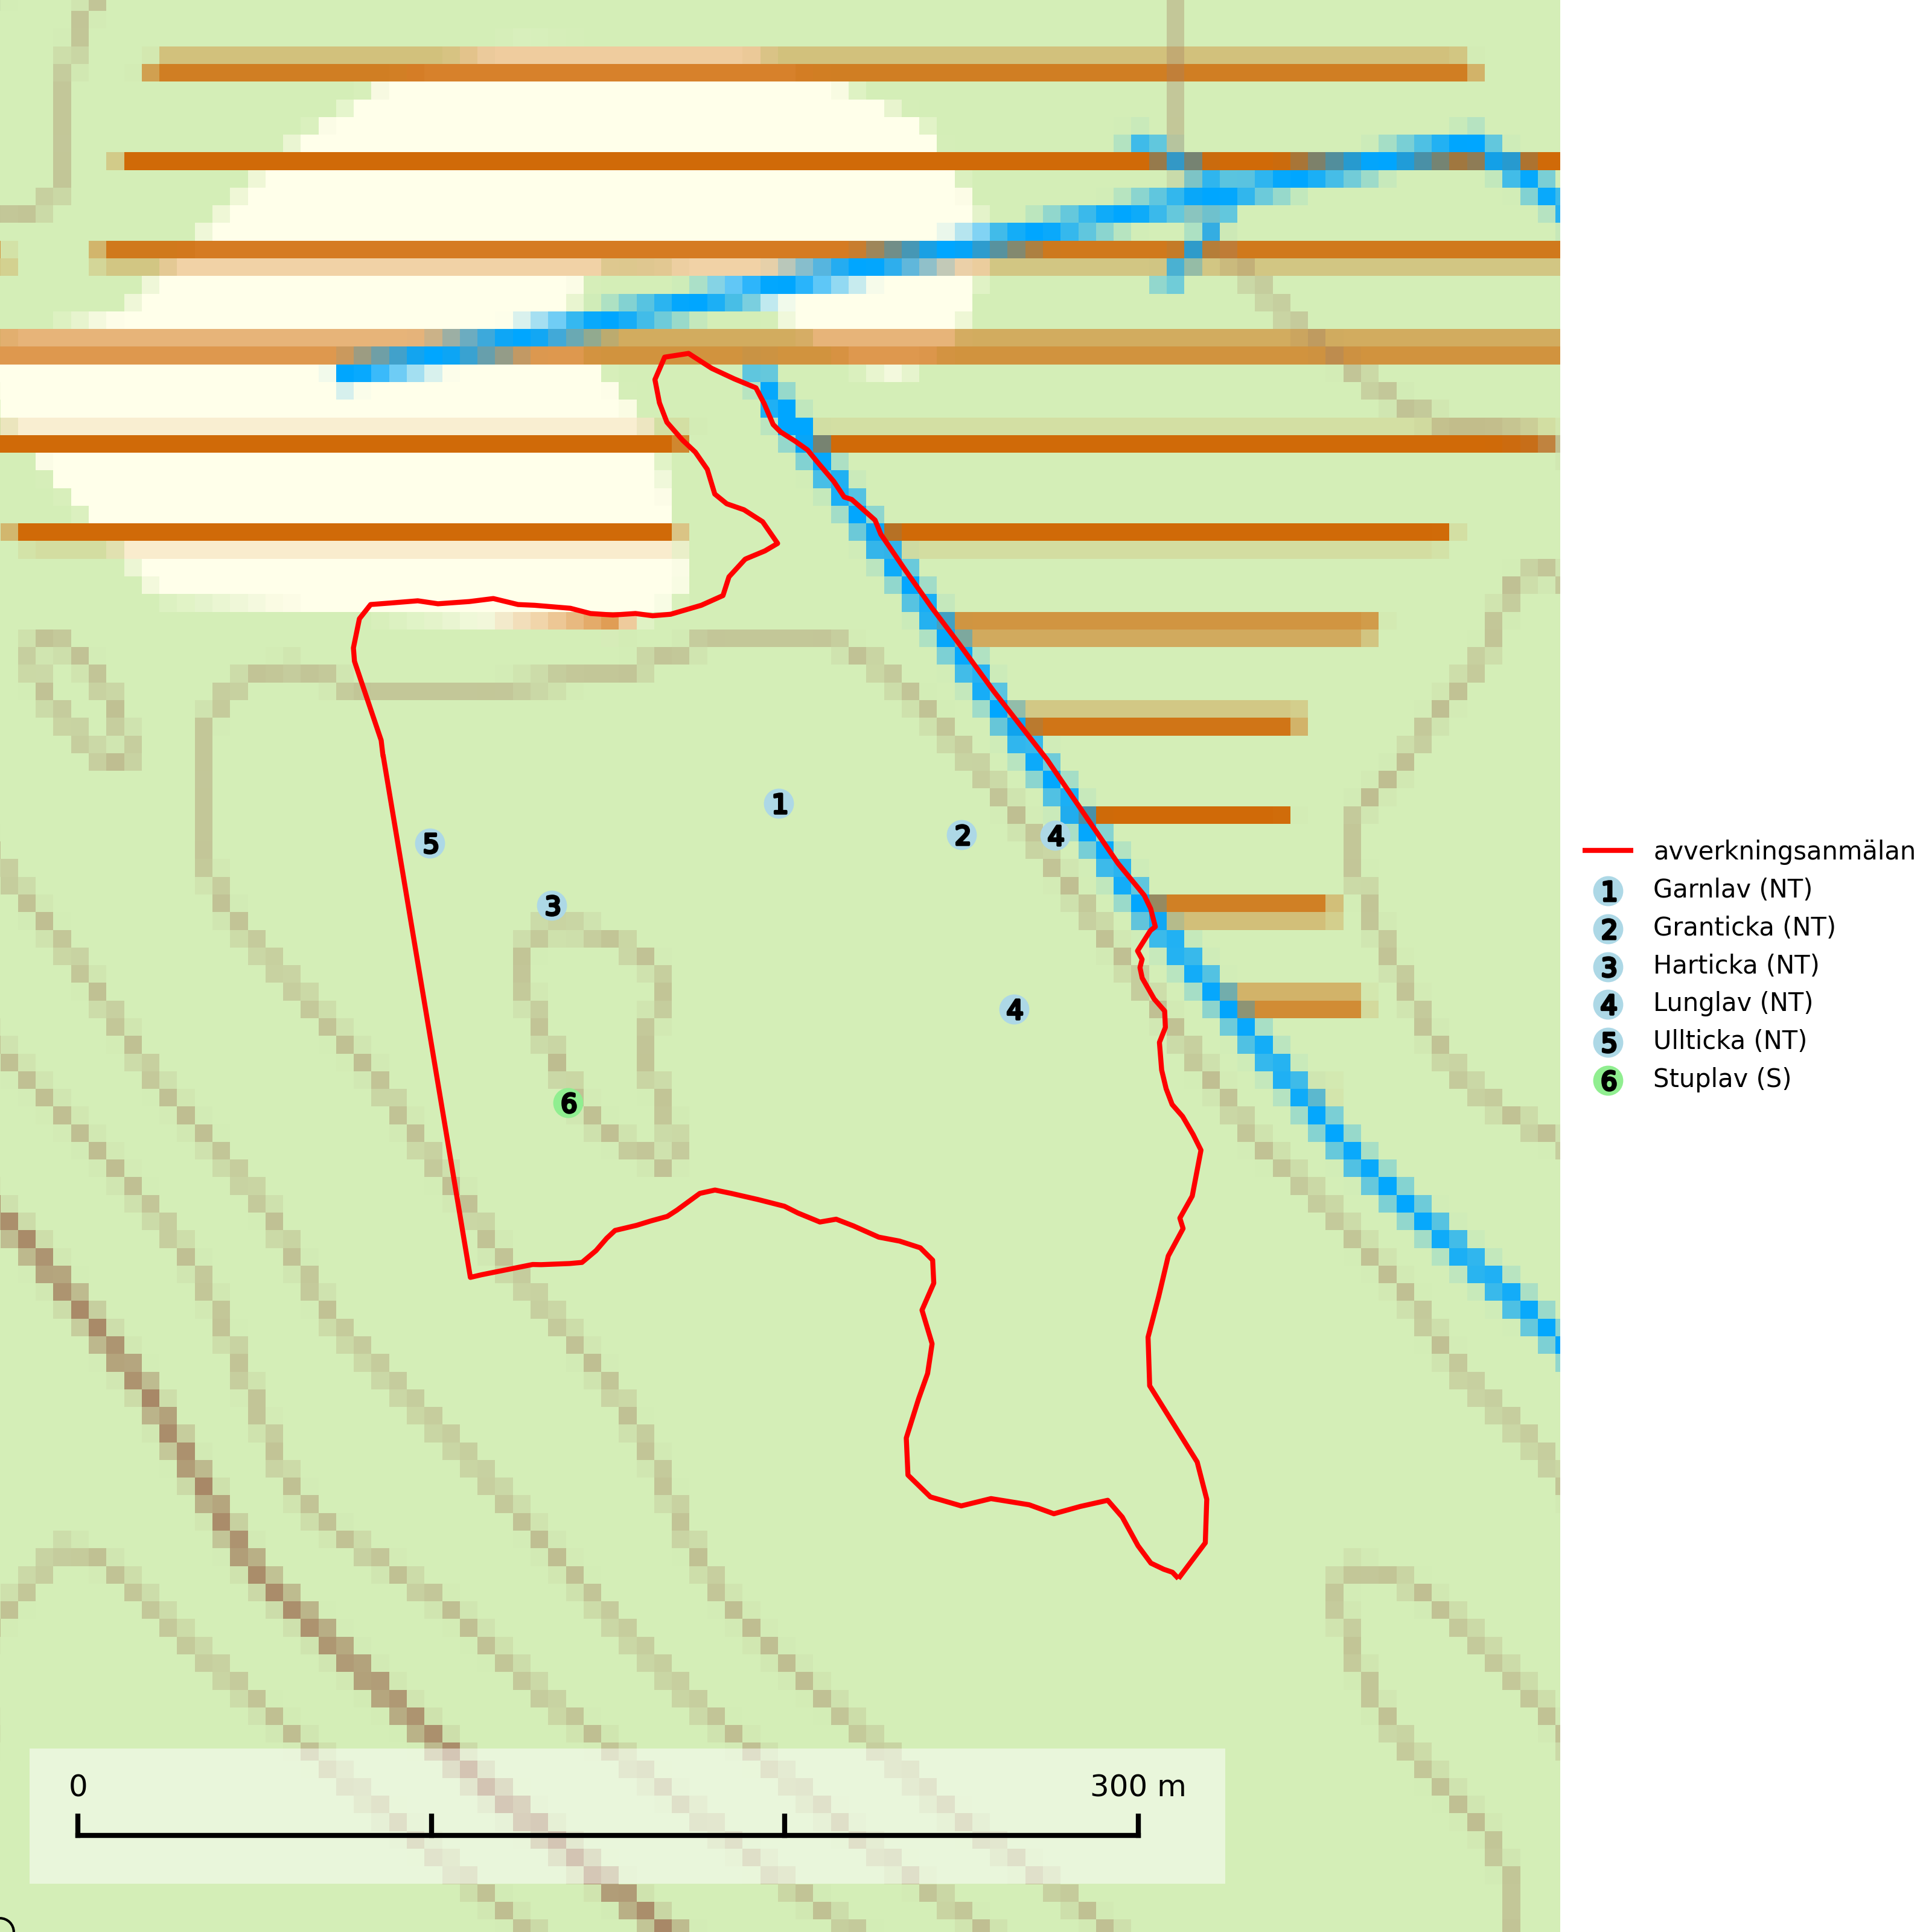 1
2
4
5
3
4
6
avverkningsanmälan
1 Garnlav (NT)
2 Granticka (NT)
3 Harticka (NT)
4 Lunglav (NT)
5 Ullticka (NT)
6 Stuplav (S)
0 300 m